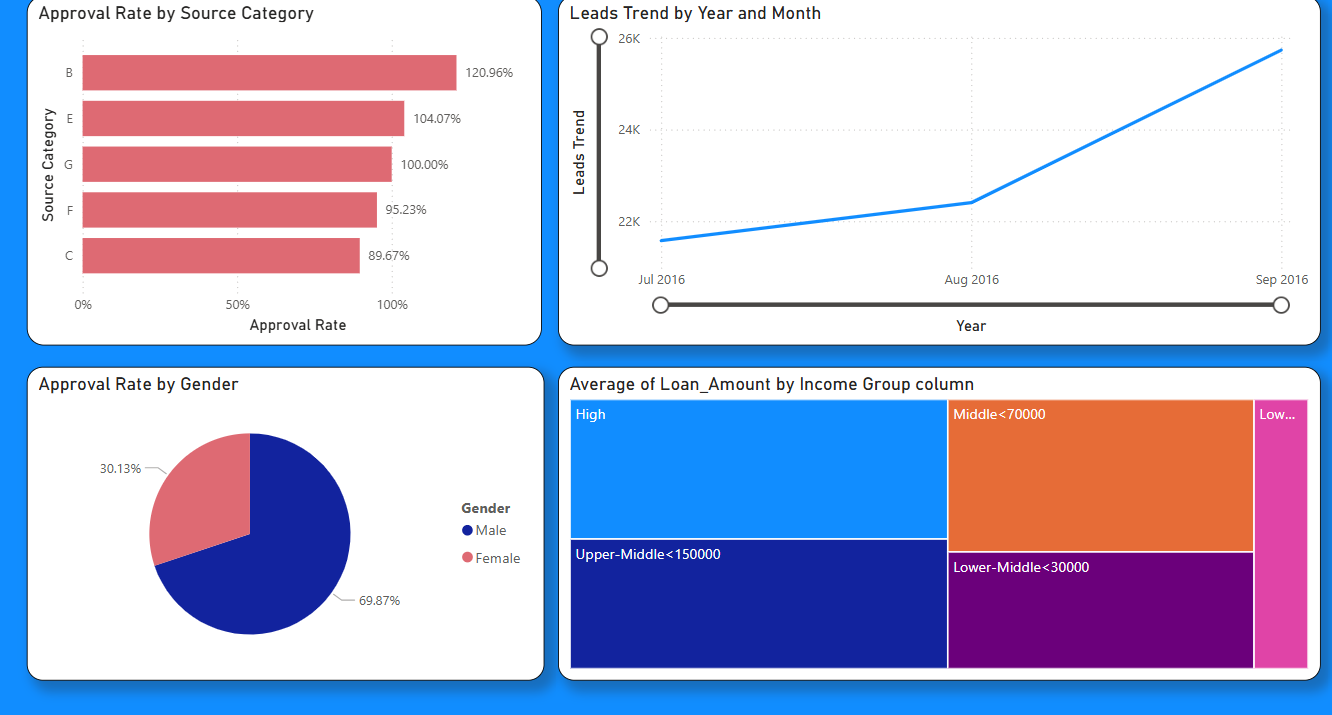 Approval Rate by Source Category
Source Category
B
120.96%
E
104.07%
G
100.00%
F
95.23%
C
89.67%
0%
50%
100%
Approval Rate
Leads Trend by Year and Month
Leads Trend
26K
24K
22K
Jul 2016
Aug 2016
Sep 2016
Year
Approval Rate by Gender
30.13%
69.87%
Gender
Male
Female
Average of Loan_Amount by Income Group column
High
Upper-Middle<150000
Middle<70000
Lower-Middle<30000
Low...